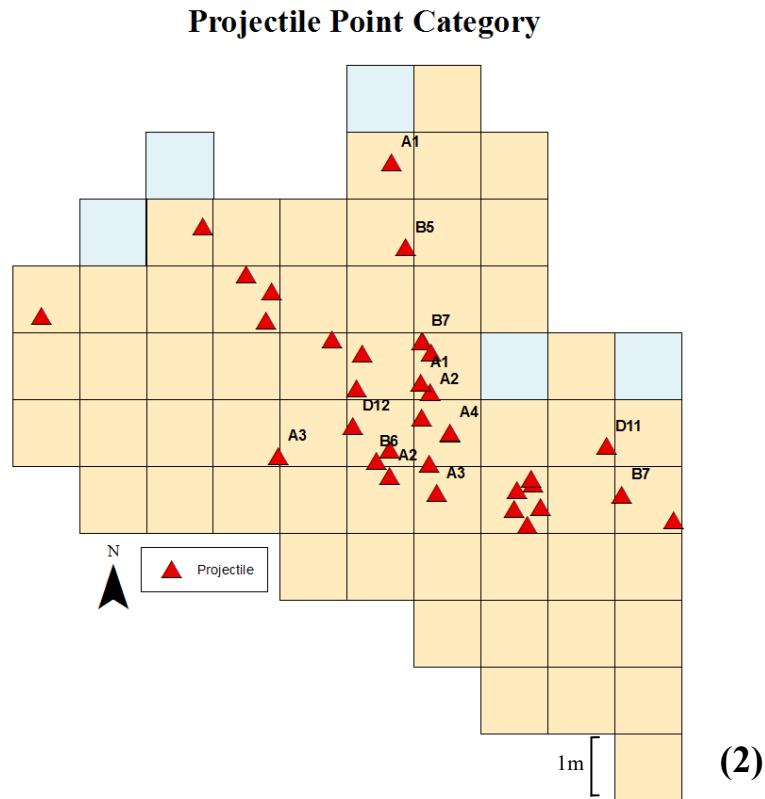 Projectile Point Category
A1
B5
B7
A1
A2
D12
A4
A3
B6
A2
A3
D11
B7
N
Projectile
1m
(2)